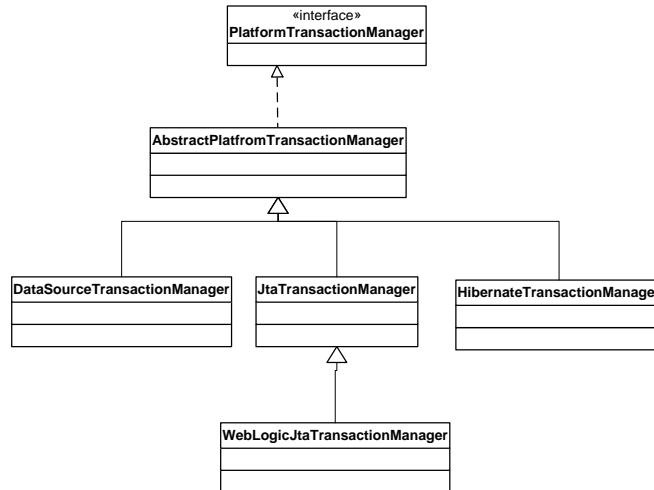 «interface»
PlatformTransactionManager
AbstractPlatfromTransactionManager
DataSourceTransactionManager
JtaTransactionManager
HibernateTransactionManage
WebLogicJtaTransactionManager